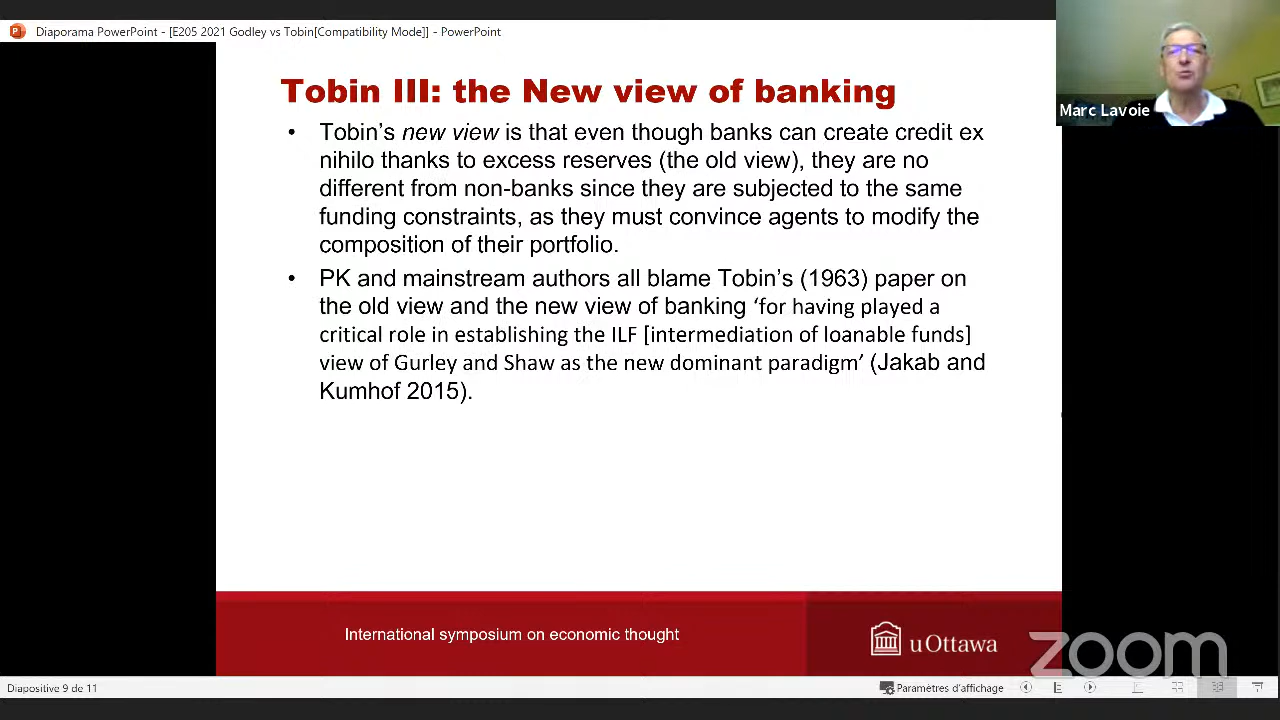 Diaporama PowerPoint - [E205 2021 Godley vs Tobin[Compatibility Mode]] - PowerPoint
Marc Lavoie
Tobin III: the New view of banking
• Tobin's new view is that even though banks can create credit ex
nihilo thanks to excess reserves (the old view), they are no
different from non-banks since they are subjected to the same
funding constraints, as they must convince agents to modify the
composition of their portfolio.
• PK and mainstream authors all blame Tobin's (1963) paper on
the old view and the new view of banking 'for having played a
critical role in establishing the ILF [intermediation of loanable funds]
view of Gurley and Shaw as the new dominant paradigm' (Jakab and
Kumhof 2015).
International symposium on economic thought
uOttawa
zoom
Diapositive 9 de 11
Paramètres d'affichage